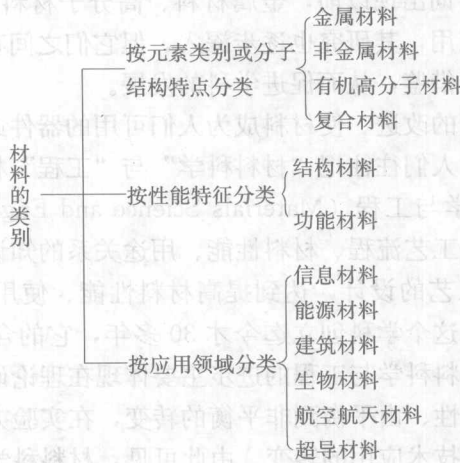 材料的类别
按元素类别或分子
结构特点分类
金属材料
非金属材料
有机高分子材料
复合材料
按性能特征分类
结构材料
功能材料
按应用领域分类
信息材料
能源材料
建筑材料
生物材料
航空航天材料
超导材料